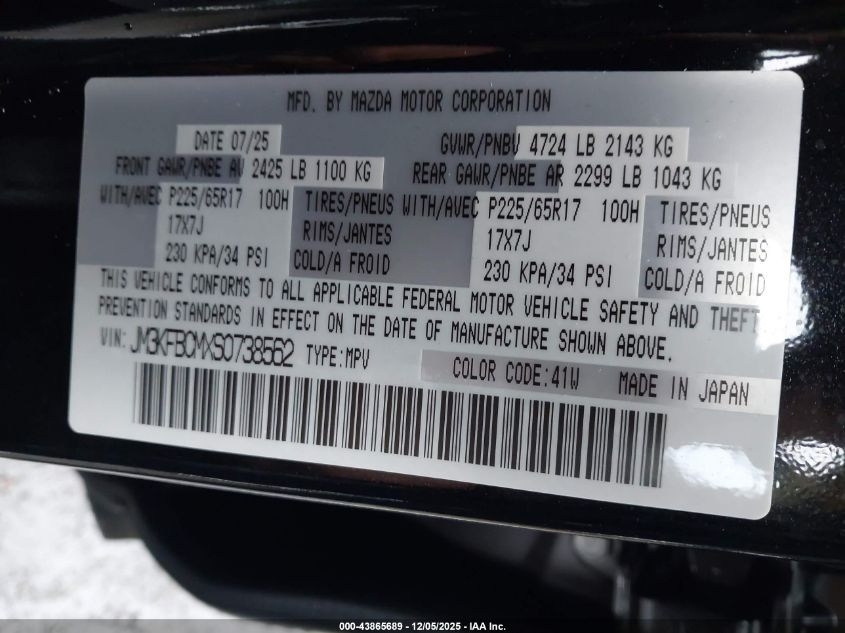 MFD. BY MAZDA MOTOR CORPORATION
DATE 07/25 GVWR/PNBV 4724 LB 2143 KG
FRONT GAWR/PNBE AV 2425 LB 1100 KG REAR GAWR/PNBE AR 2299 LB 1043 KG
WITH/AVEC P225/65R17 100H TIRES/PNEUS WITH/AVEC P225/65R17 100H TIRES/PNEUS
17X7J RIMS/JANTES 17X7J RIMS/JANTES
230 KPA/34 PSI COLD/A FROID 230 KPA/34 PSI COLD/A FROID
THIS VEHICLE CONFORMS TO ALL APPLICABLE FEDERAL MOTOR VEHICLE SAFETY AND THEFT
PREVENTION STANDARDS IN EFFECT ON THE DATE OF MANUFACTURE SHOWN ABOVE.
VIN: JM3KFBCMXS0738562 TYPE:MPV COLOR CODE:41W MADE IN JAPAN
000-43865689 - 12/05/2025 - IAA Inc.